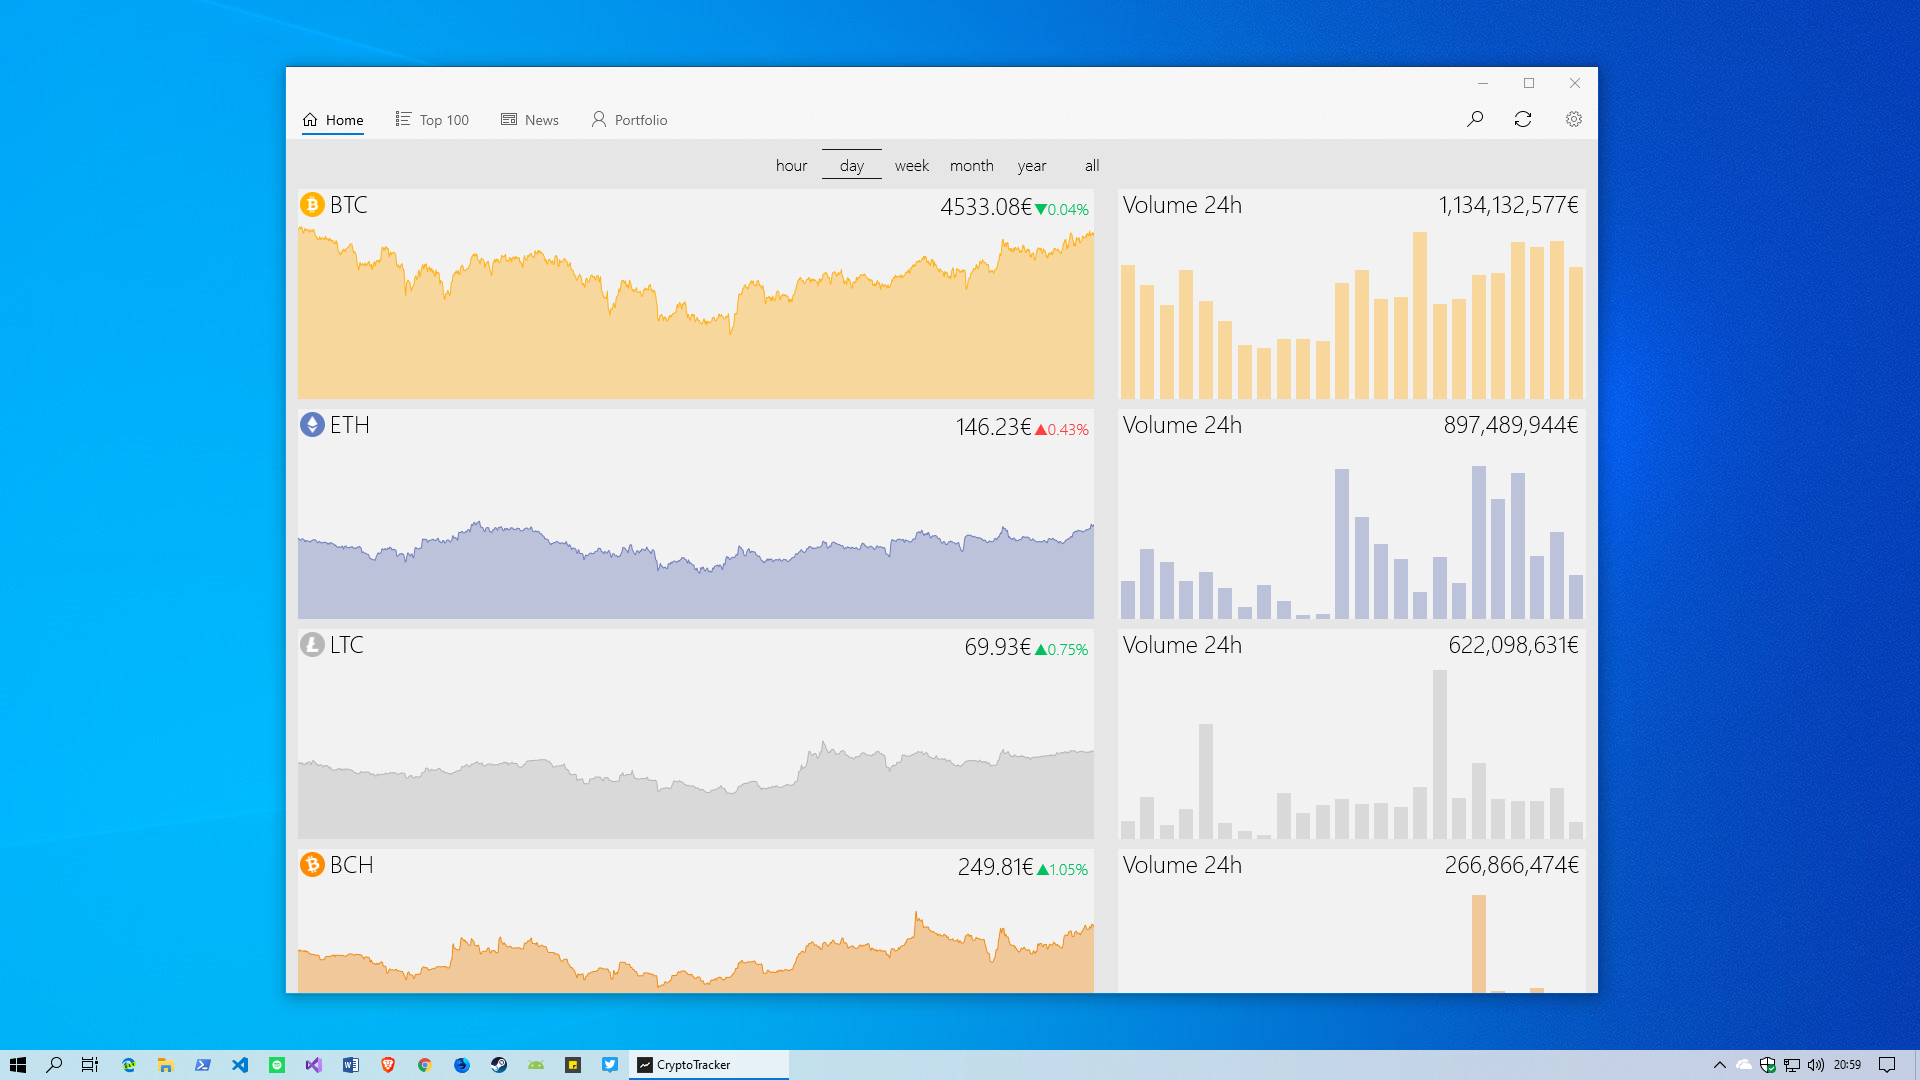 Home Top 100 News Portfolio
hour day week month year all
BTC 4533.08€▼0.04% Volume 24h 1,134,132,577€
ETH 146.23€▲0.43% Volume 24h 897,489,944€
LTC 69.93€▲0.75% Volume 24h 622,098,631€
BCH 249.81€▲1.05% Volume 24h 266,866,474€
CryptoTracker 20:59